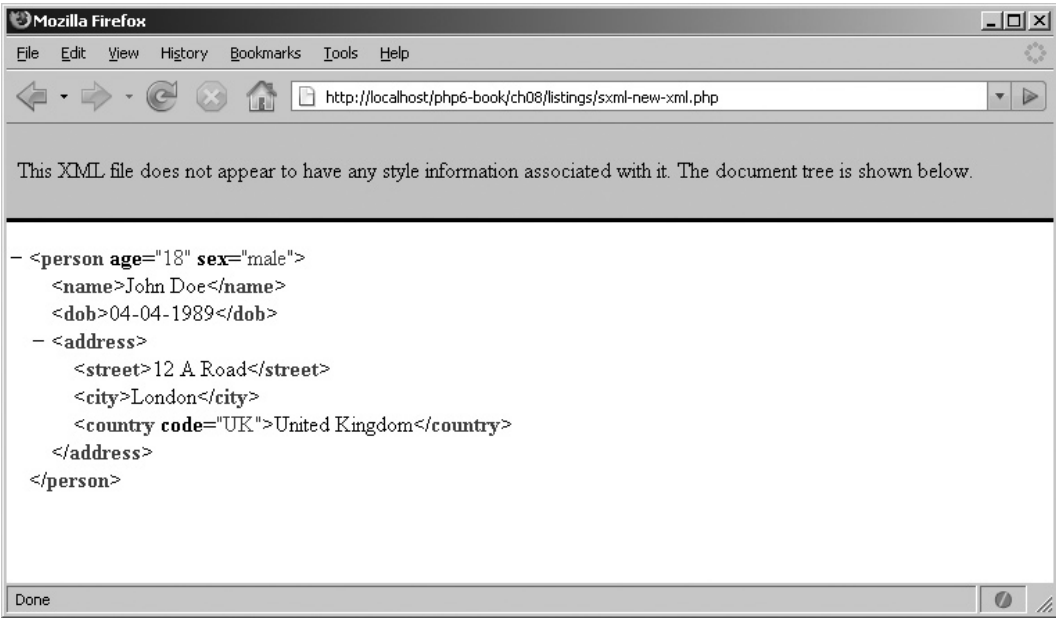 Mozilla Firefox
File Edit View History Bookmarks Tools Help
http://localhost/php6-book/ch08/listings/sxml-new-xml.php
This XML file does not appear to have any style information associated with it. The document tree is shown below.
− <person age="18" sex="male">
<name>John Doe</name>
<dob>04-04-1989</dob>
− <address>
<street>12 A Road</street>
<city>London</city>
<country code="UK">United Kingdom</country>
</address>
</person>
Done